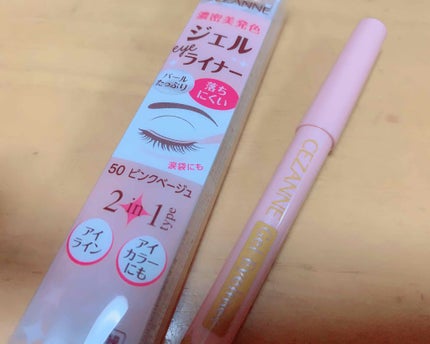 CEZANNE
濃密美発色
ジェル
eye
ライナー
パール
たっぷり
落ち
にくい
涙袋にも
50 ピンクベージュ
2in1
type
アイ
ライン
アイ
カラー
にも
CEZANNE